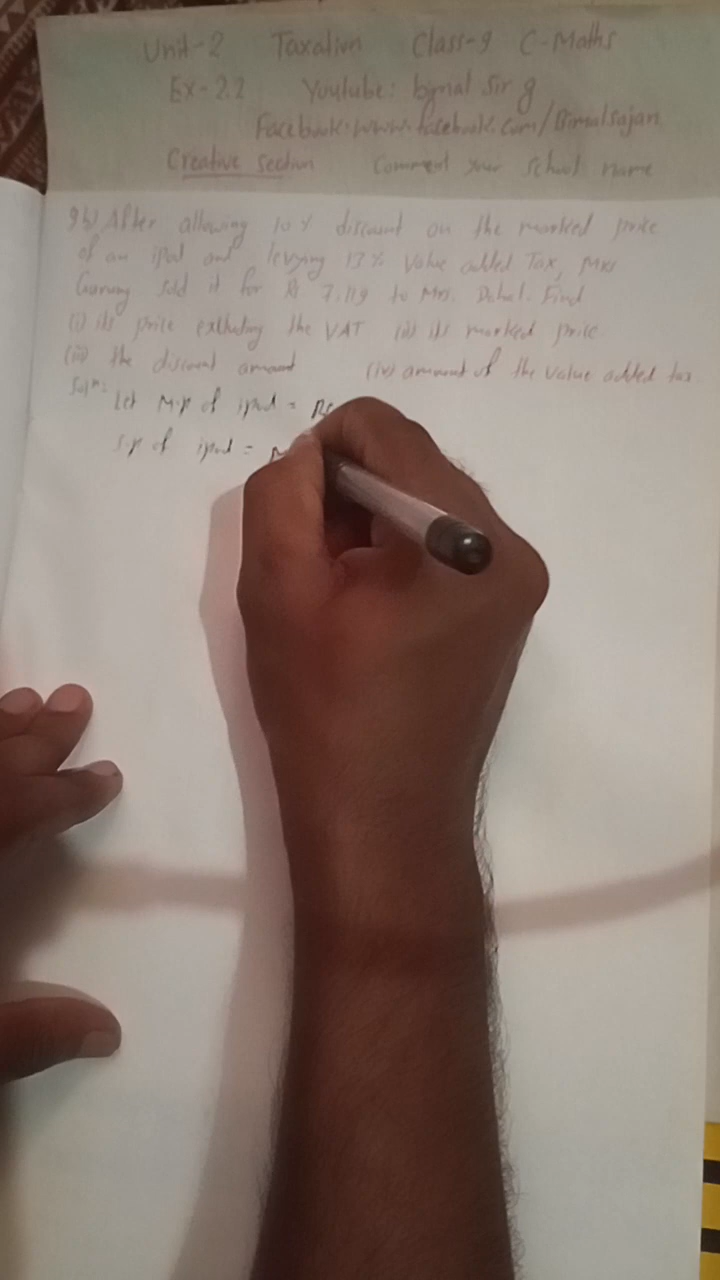 Unit-2 Taxation Class-9 C-Maths
Ex-2.2 Youtube: bimal sir g
Facebook:www.facebook.com/Bimalsajan
Creative section Comment your school name
9b) After allowing 10% discount on the marked price
of an ipod and levying 13% Value added Tax, Mrs
Gurung sold it for Rs 7,119 to Mrs. Dahal. Find
(i) its price excluding the VAT (ii) its marked price
(iii) the discount amount (iv) amount of the value added tax
Solⁿ:
Let M.P of ipod = Rs
S.P of ipod =